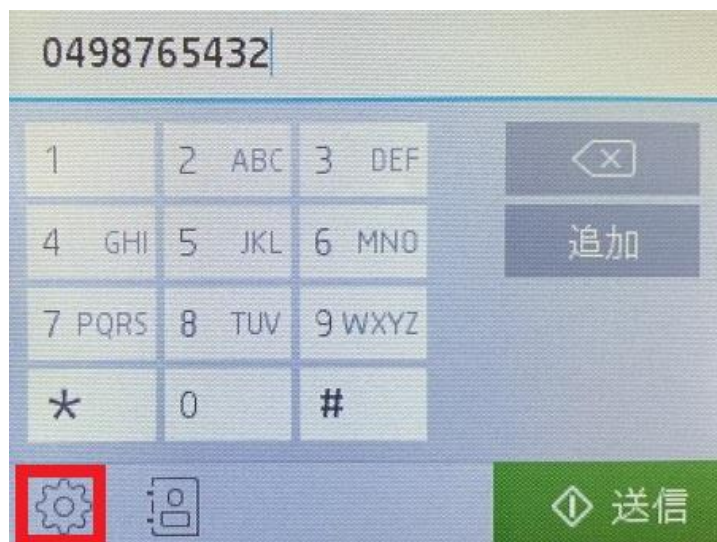 0498765432
1
2 ABC
3 DEF
4 GHI
5 JKL
6 MNO
追加
7 PQRS
8 TUV
9 WXYZ
*
0
#
送信